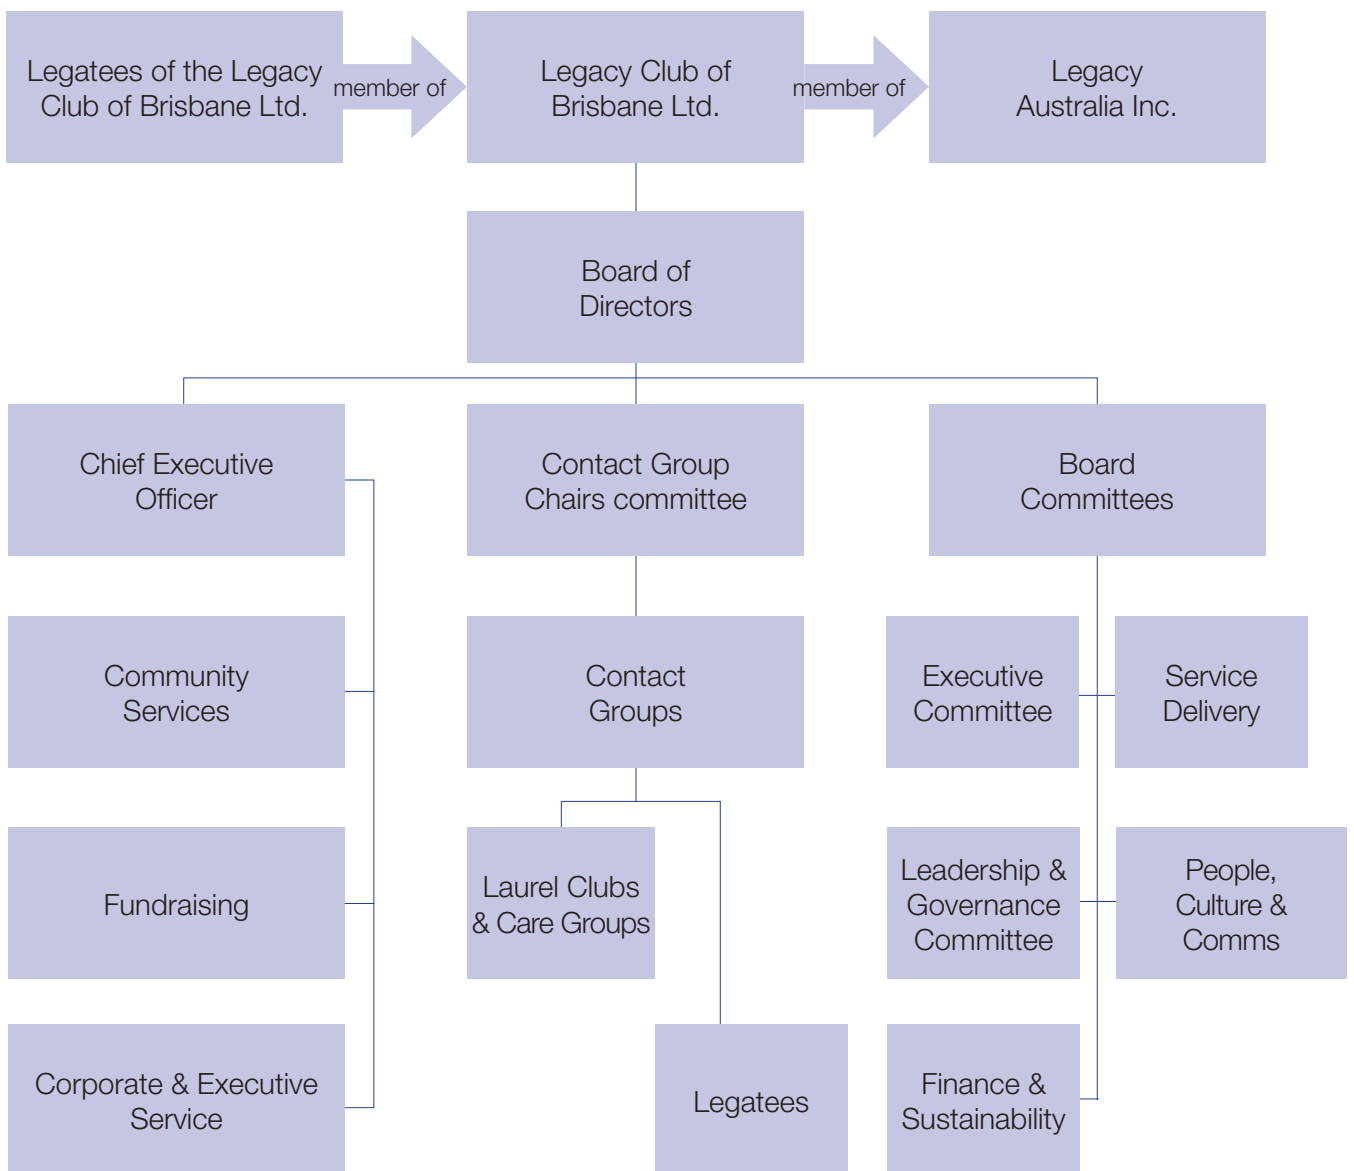 Legatees of the Legacy
Club of Brisbane Ltd.
member of
Legacy Club of
Brisbane Ltd.
member of
Legacy
Australia Inc.
Board of
Directors
Chief Executive
Officer
Contact Group
Chairs committee
Board
Committees
Community
Services
Contact
Groups
Executive
Committee
Service
Delivery
Fundraising
Laurel Clubs
& Care Groups
Leadership &
Governance
Committee
People,
Culture &
Comms
Corporate & Executive
Service
Legatees
Finance &
Sustainability